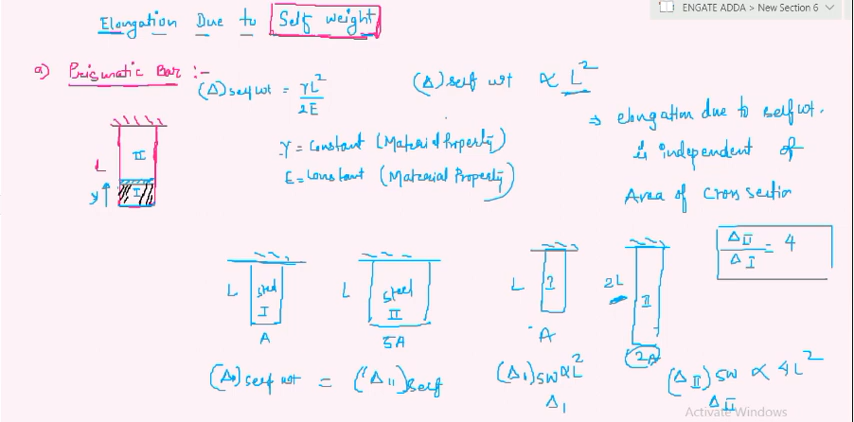 ENGATE ADDA > New Section 6
Elongation Due to Self weight
a) Prismatic Bar :-
(Δ)self wt = γL²/2E
(Δ)self wt ∝ L²
γ = Constant (Material Property)
E = Constant (Material Property)
⇒ elongation due to self wt.
is independent of
Area of cross section
L
II
y↑
I
ΔII/ΔI = 4
L
steel
I
A
L
steel
II
5A
L
I
A
2L
II
2A
(ΔI)self wt = (ΔII)self
(Δ1)sw ∝ L²
Δ1
(ΔII)sw ∝ 4L²
ΔII
Activate Windows